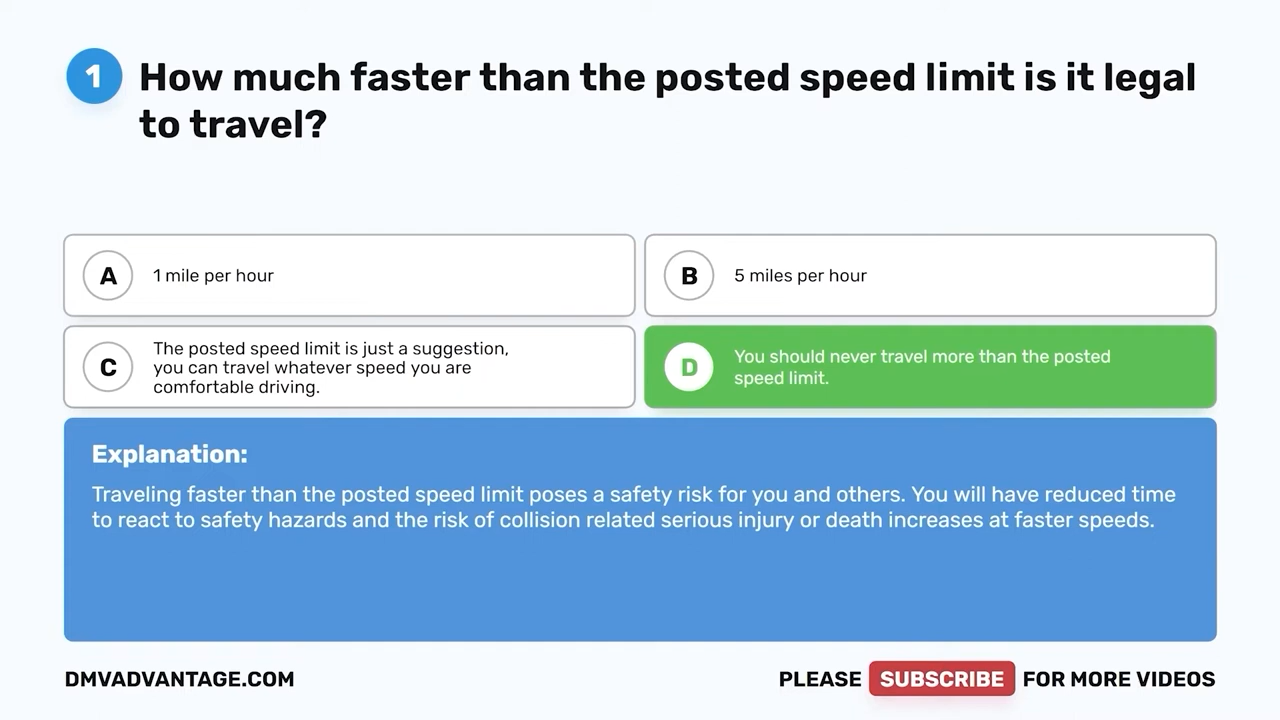 1
How much faster than the posted speed limit is it legal
to travel?
A
1 mile per hour
B
5 miles per hour
C
The posted speed limit is just a suggestion,
you can travel whatever speed you are
comfortable driving.
D
You should never travel more than the posted
speed limit.
Explanation:
Traveling faster than the posted speed limit poses a safety risk for you and others. You will have reduced time
to react to safety hazards and the risk of collision related serious injury or death increases at faster speeds.
DMVADVANTAGE.COM
PLEASE SUBSCRIBE FOR MORE VIDEOS